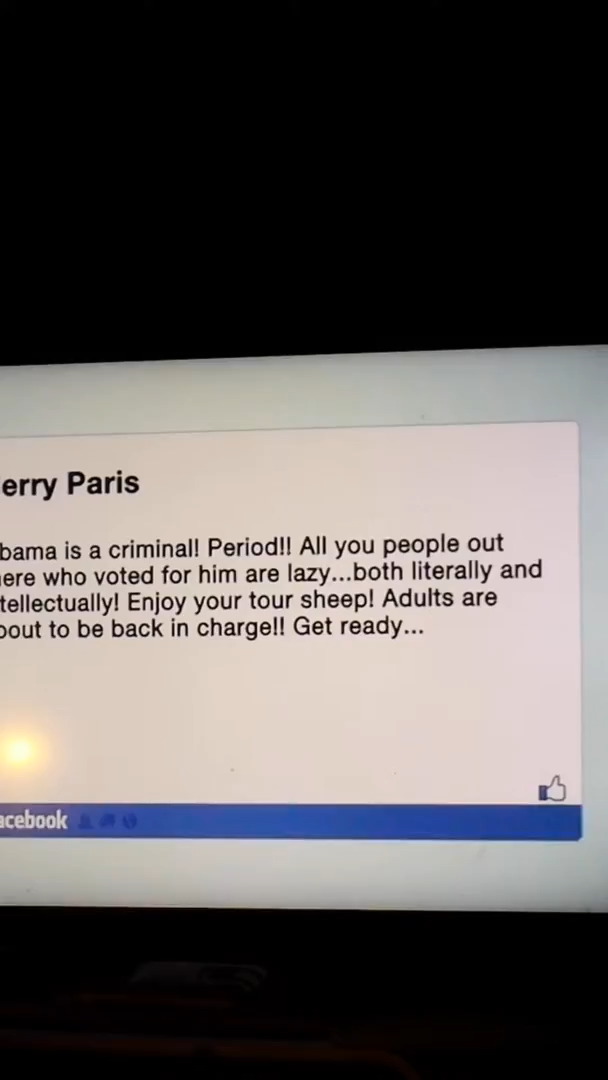 erry Paris
bama is a criminal! Period!! All you people out
ere who voted for him are lazy...both literally and
tellectually! Enjoy your tour sheep! Adults are
out to be back in charge!! Get ready...
acebook